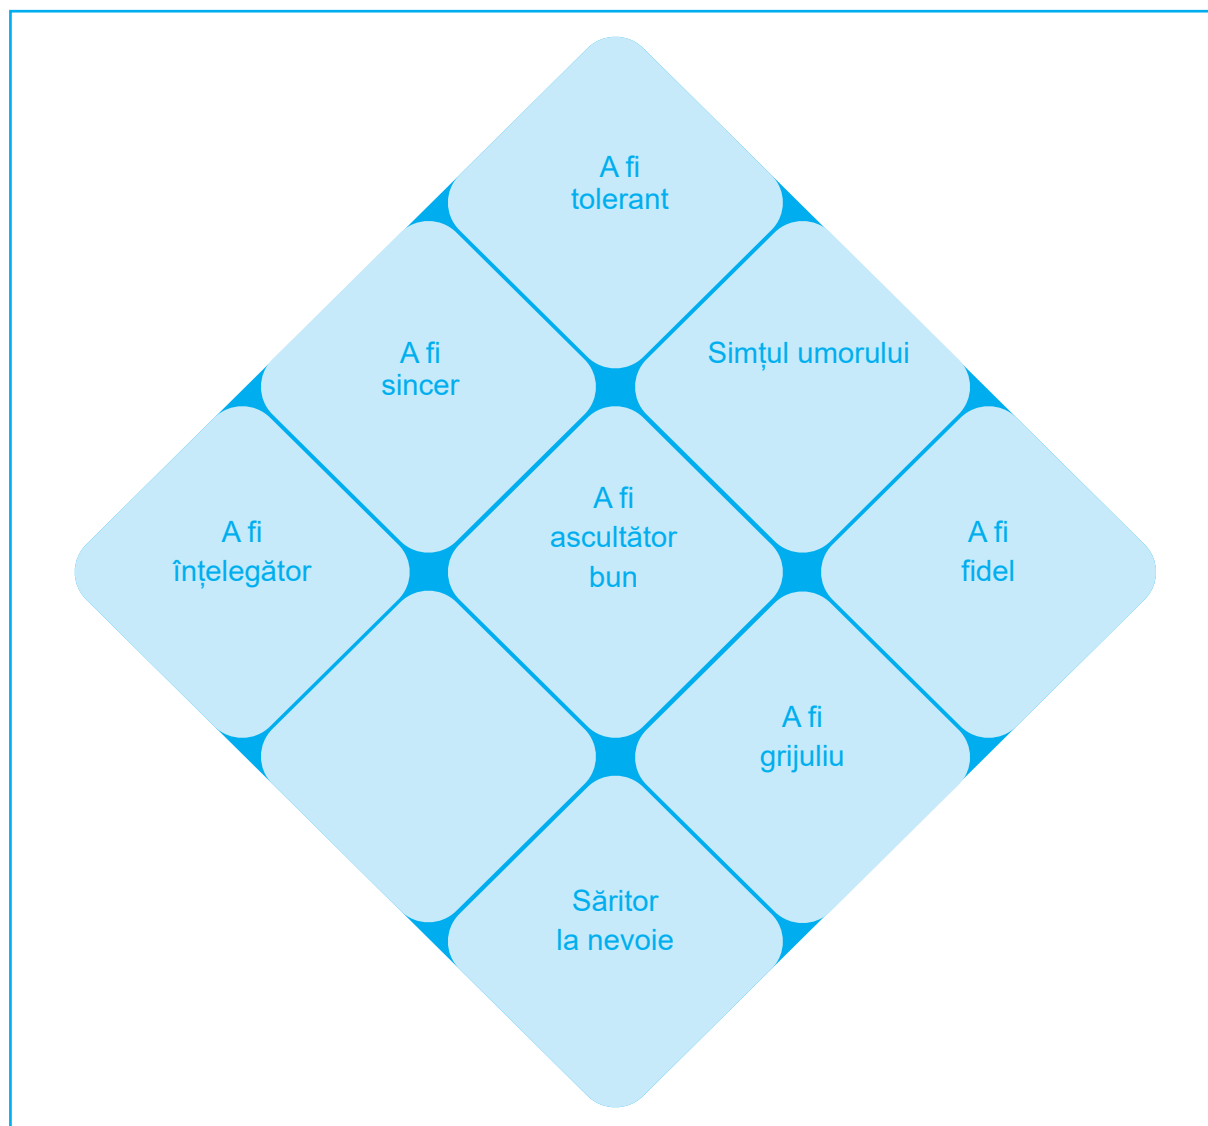 A fi
tolerant
A fi
sincer
Simțul umorului
A fi
înțelegător
A fi
ascultător
bun
A fi
fidel
A fi
grijuliu
Săritor
la nevoie